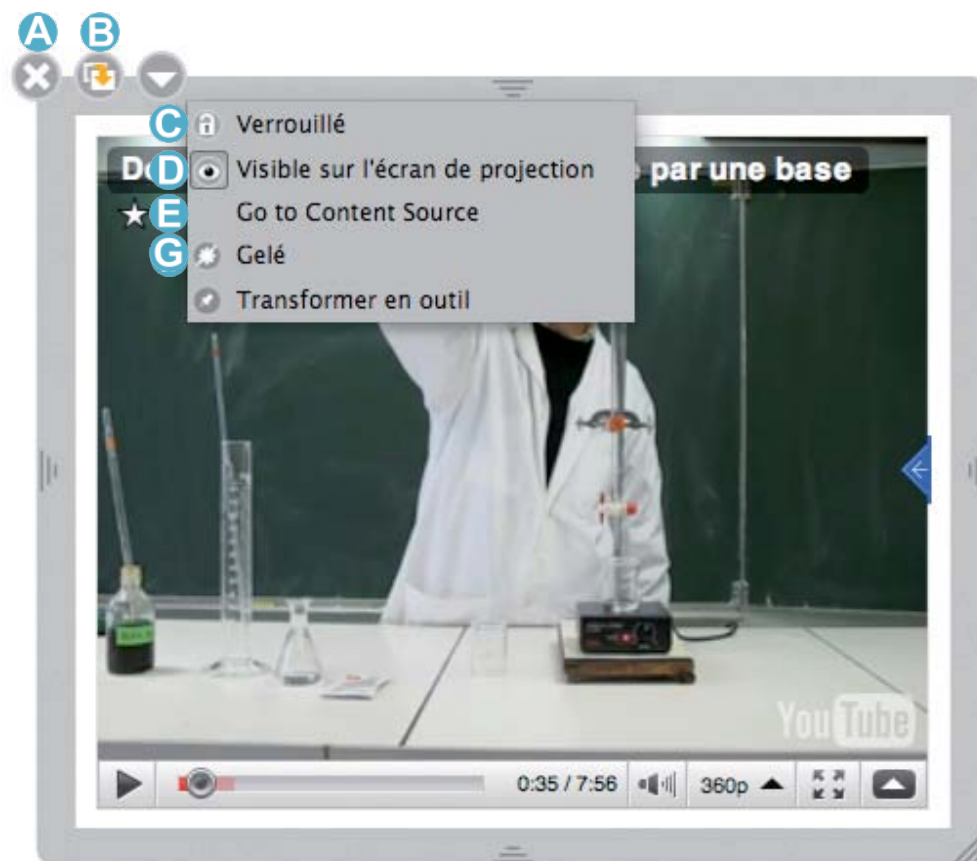 A B
C Verrouillé
De par une base
D Visible sur l'écran de projection
E Go to Content Source
G Gelé
Transformer en outil
YouTube
0:35 / 7:56 360p